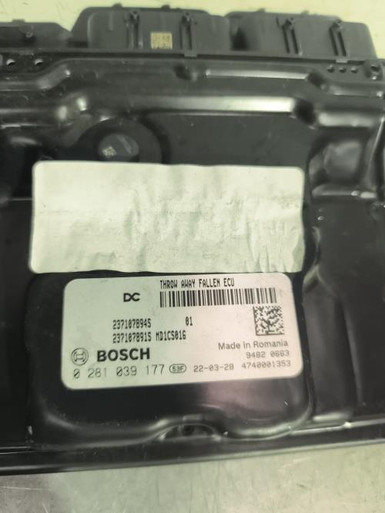 THROW AWAY FALLEN ECU
DC
237107894S 01
237107891S MD1CS016
Made in Romania
BOSCH
9482 0863
0 281 039 177 22-03-28 4740001353